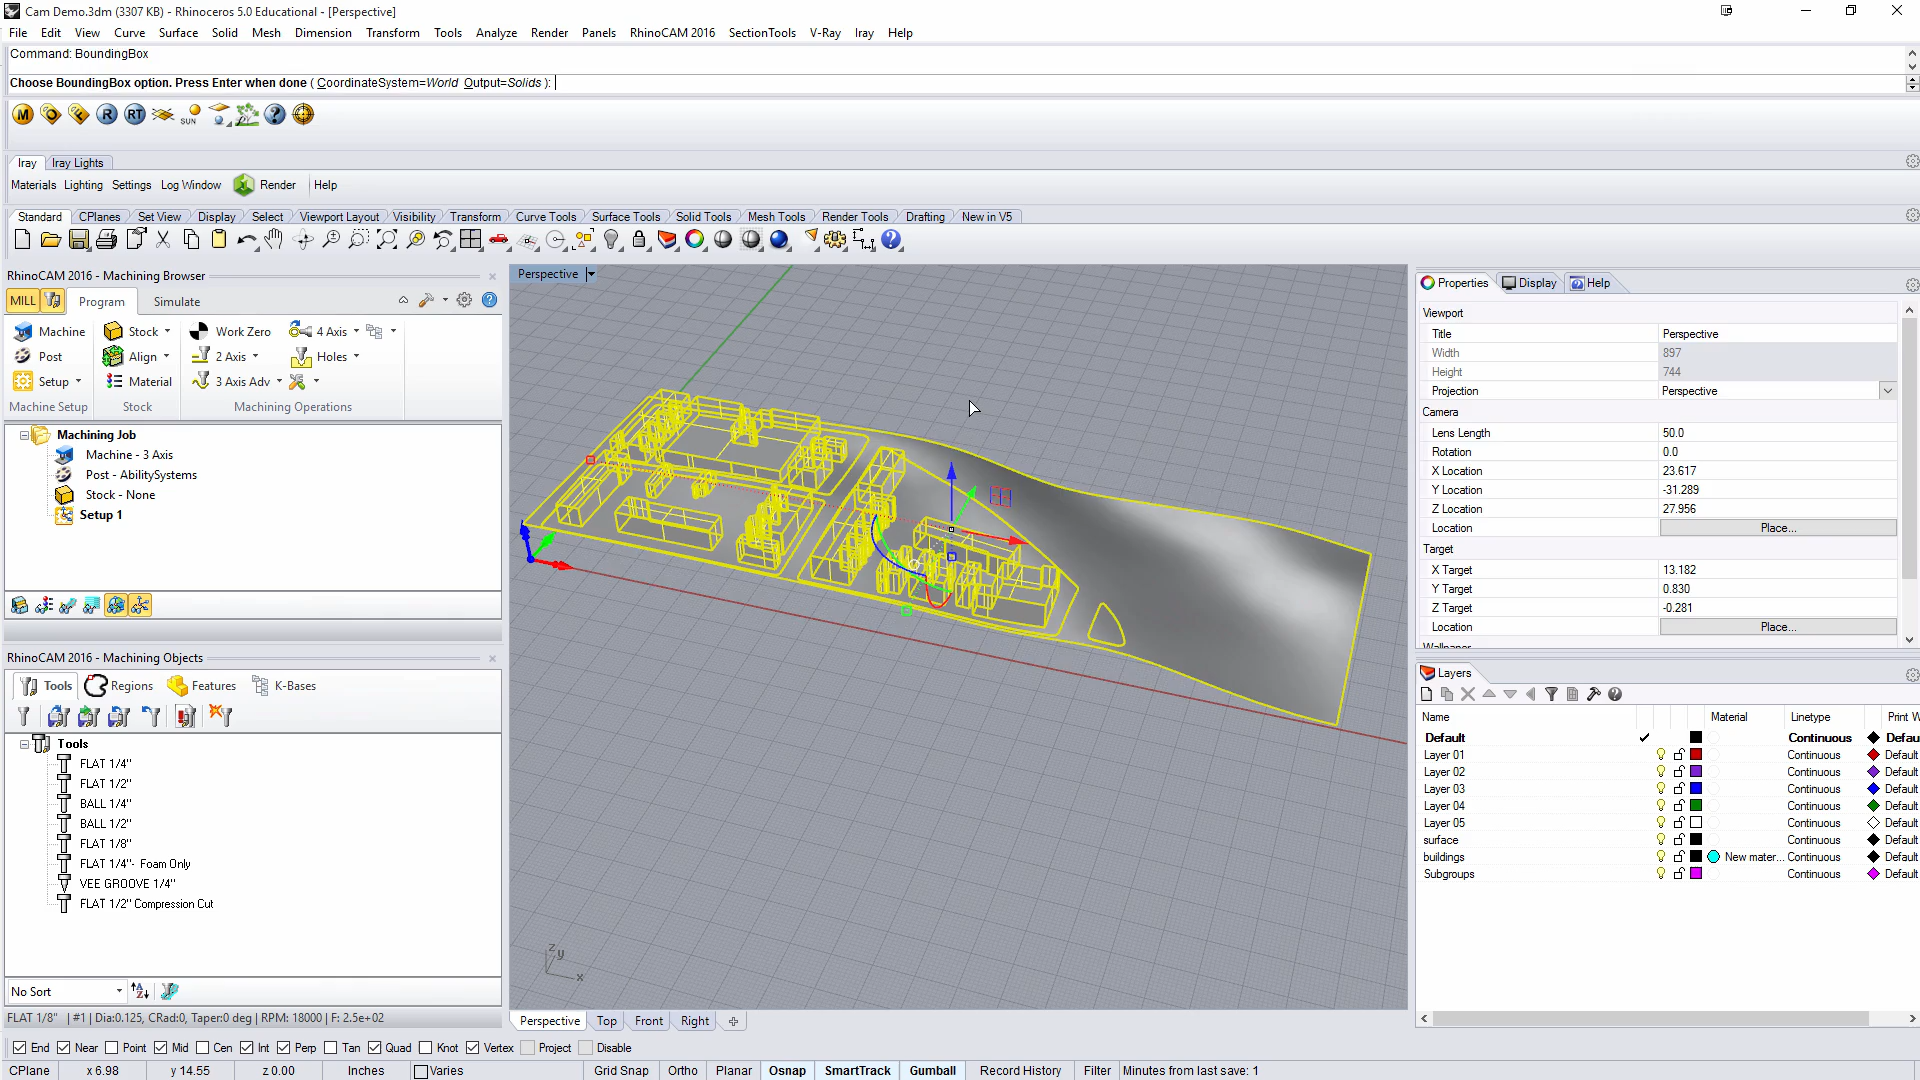 Cam Demo.3dm (3307 KB) - Rhinoceros 5.0 Educational - [Perspective]
File Edit View Curve Surface Solid Mesh Dimension Transform Tools Analyze Render Panels RhinoCAM 2016 SectionTools V-Ray Iray Help
Command: BoundingBox
Choose BoundingBox option. Press Enter when done ( CoordinateSystem=World Output=Solids ):
M O F R RT SUN
Iray Iray Lights
Materials Lighting Settings Log Window Render Help
Standard CPlanes Set View Display Select Viewport Layout Visibility Transform Curve Tools Surface Tools Solid Tools Mesh Tools Render Tools Drafting New in V5
RhinoCAM 2016 - Machining Browser
MILL Program Simulate
Machine Stock Work Zero 4 Axis
Post Align 2 Axis Holes
Setup Material 3 Axis Adv
Machine Setup Stock Machining Operations
Machining Job
Machine - 3 Axis
Post - AbilitySystems
Stock - None
Setup 1
RhinoCAM 2016 - Machining Objects
Tools Regions Features K-Bases
Tools
FLAT 1/4"
FLAT 1/2"
BALL 1/4"
BALL 1/2"
FLAT 1/8"
FLAT 1/4"- Foam Only
VEE GROOVE 1/4"
FLAT 1/2" Compression Cut
No Sort
FLAT 1/8" | #1 | Dia:0.125, CRad:0, Taper:0 deg | RPM: 18000 | F: 2.5e+02
Perspective
z y x
Perspective Top Front Right
Properties Display Help
Viewport
Title Perspective
Width 897
Height 744
Projection Perspective
Camera
Lens Length 50.0
Rotation 0.0
X Location 23.617
Y Location -31.289
Z Location 27.956
Location Place...
Target
X Target 13.182
Y Target 0.830
Z Target -0.281
Location Place...
Wallpaper
Layers
Name Material Linetype Print W
Default Continuous Defau
Layer 01 Continuous Default
Layer 02 Continuous Default
Layer 03 Continuous Default
Layer 04 Continuous Default
Layer 05 Continuous Default
surface Continuous Default
buildings New mater... Continuous Default
Subgroups Continuous Default
End Near Point Mid Cen Int Perp Tan Quad Knot Vertex Project Disable
CPlane x 6.98 y 14.55 z 0.00 Inches Varies Grid Snap Ortho Planar Osnap SmartTrack Gumball Record History Filter Minutes from last save: 1